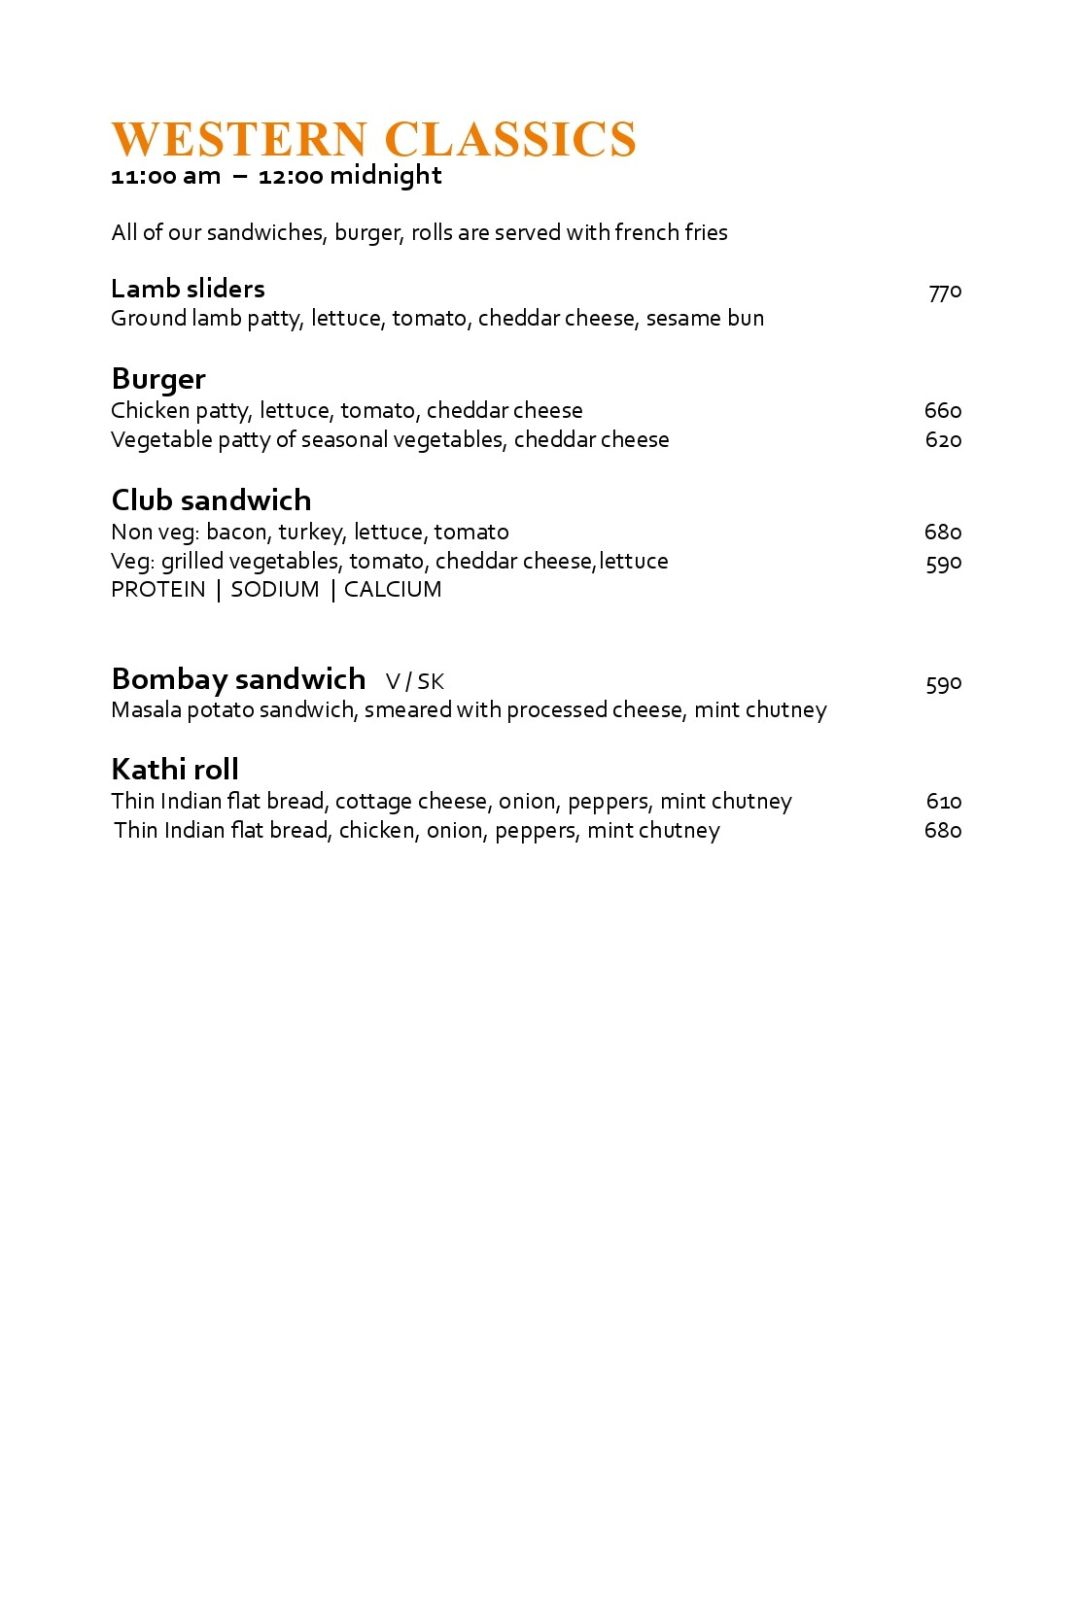 WESTERN CLASSICS
11:00 am – 12:00 midnight
All of our sandwiches, burger, rolls are served with french fries
Lamb sliders 770
Ground lamb patty, lettuce, tomato, cheddar cheese, sesame bun
Burger
Chicken patty, lettuce, tomato, cheddar cheese 660
Vegetable patty of seasonal vegetables, cheddar cheese 620
Club sandwich
Non veg: bacon, turkey, lettuce, tomato 680
Veg: grilled vegetables, tomato, cheddar cheese,lettuce 590
PROTEIN | SODIUM | CALCIUM
Bombay sandwich V / SK 590
Masala potato sandwich, smeared with processed cheese, mint chutney
Kathi roll
Thin Indian flat bread, cottage cheese, onion, peppers, mint chutney 610
Thin Indian flat bread, chicken, onion, peppers, mint chutney 680